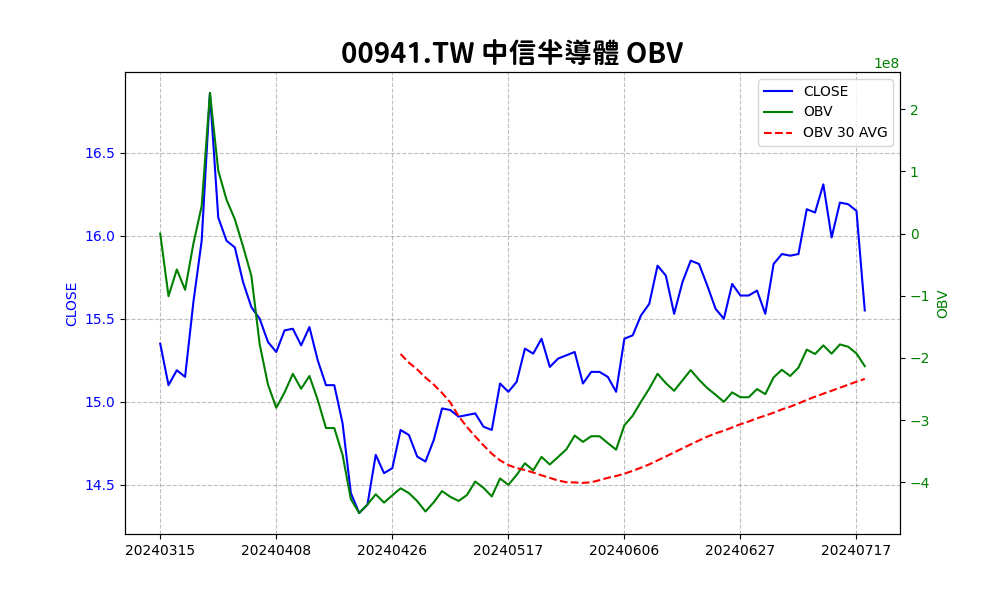 00941.TW 中信半導體 OBV
1e8
CLOSE
OBV
OBV 30 AVG
16.5
16.0
15.5
15.0
14.5
CLOSE
2
1
0
−1
−2
−3
−4
OBV
20240315 20240408 20240426 20240517 20240606 20240627 20240717